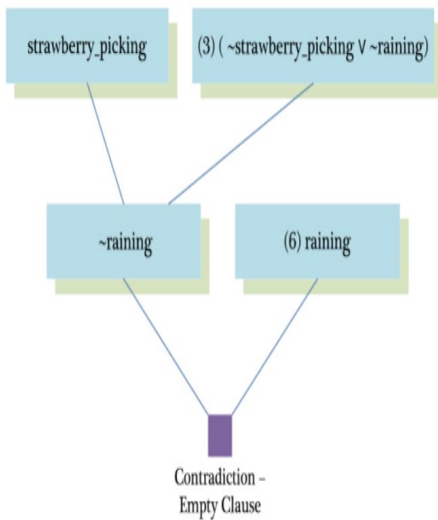 strawberry_picking
(3) ( ~strawberry_picking ∨ ~raining)
~raining
(6) raining
Contradiction –
Empty Clause